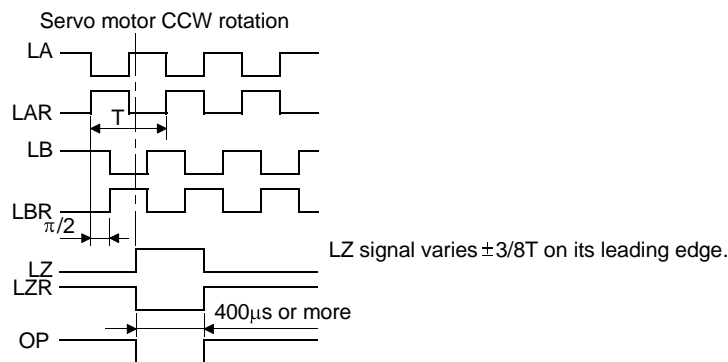 Servo motor CCW rotation
LA
LAR
T
LB
LBR
π/2
LZ signal varies ±3/8T on its leading edge.
LZ
LZR
400μs or more
OP